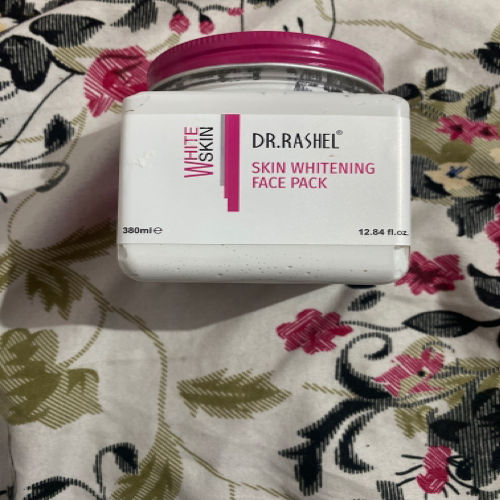 WHITE
SKIN
DR.RASHEL®
SKIN WHITENING
FACE PACK
380ml℮
12.84 fl.oz.